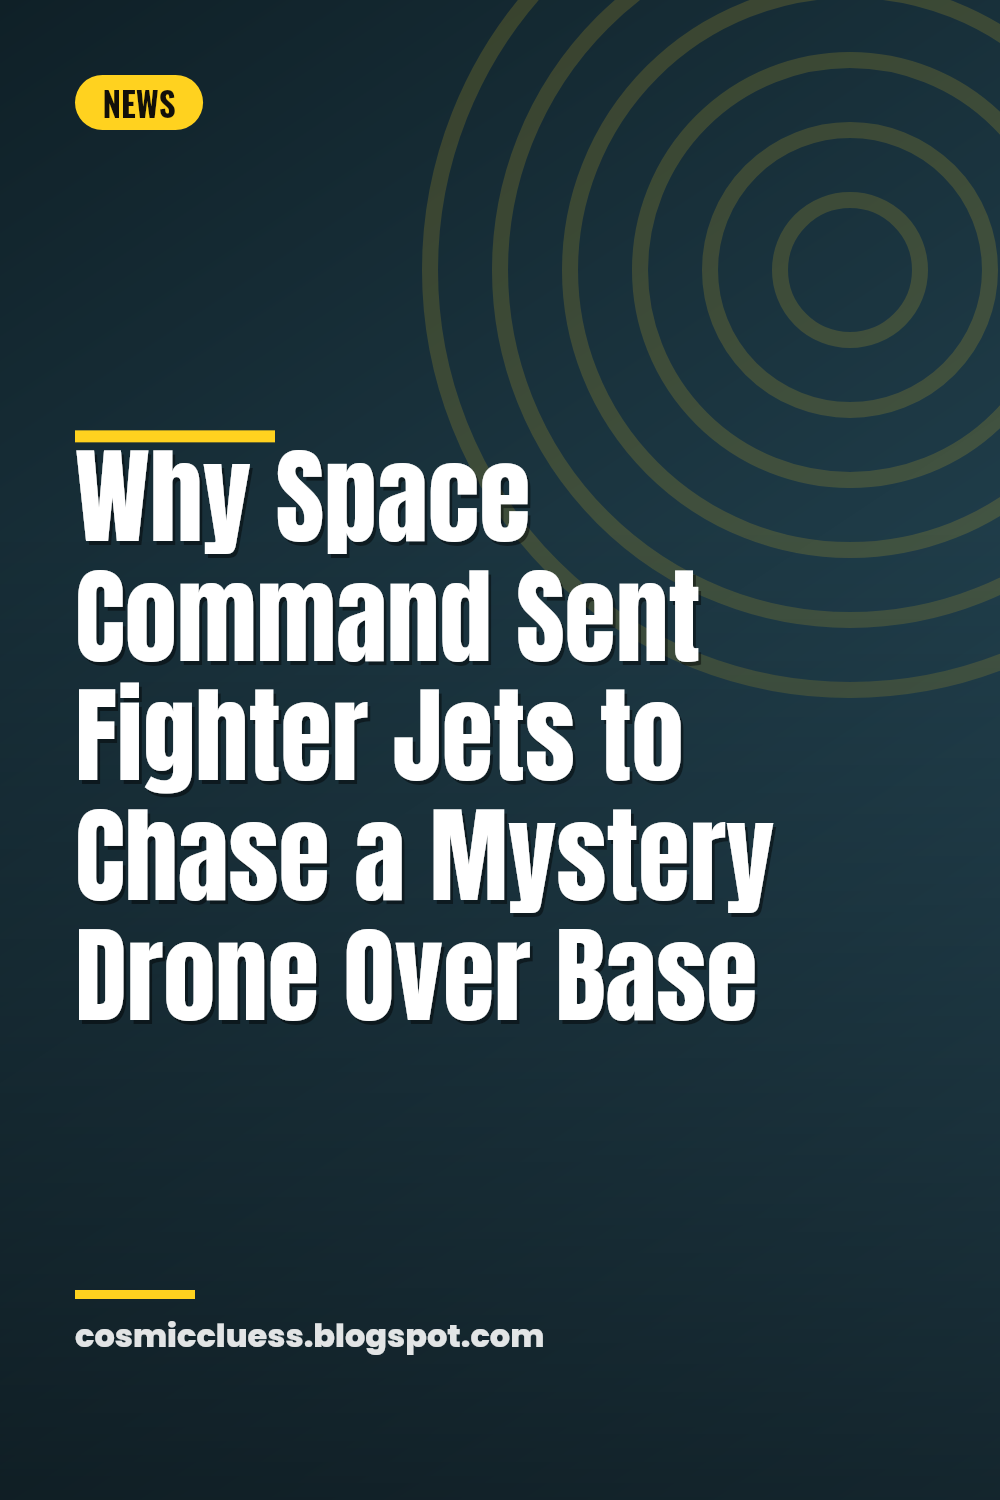 NEWS
Why Space
Command Sent
Fighter Jets to
Chase a Mystery
Drone Over Base
cosmiccluess.blogspot.com